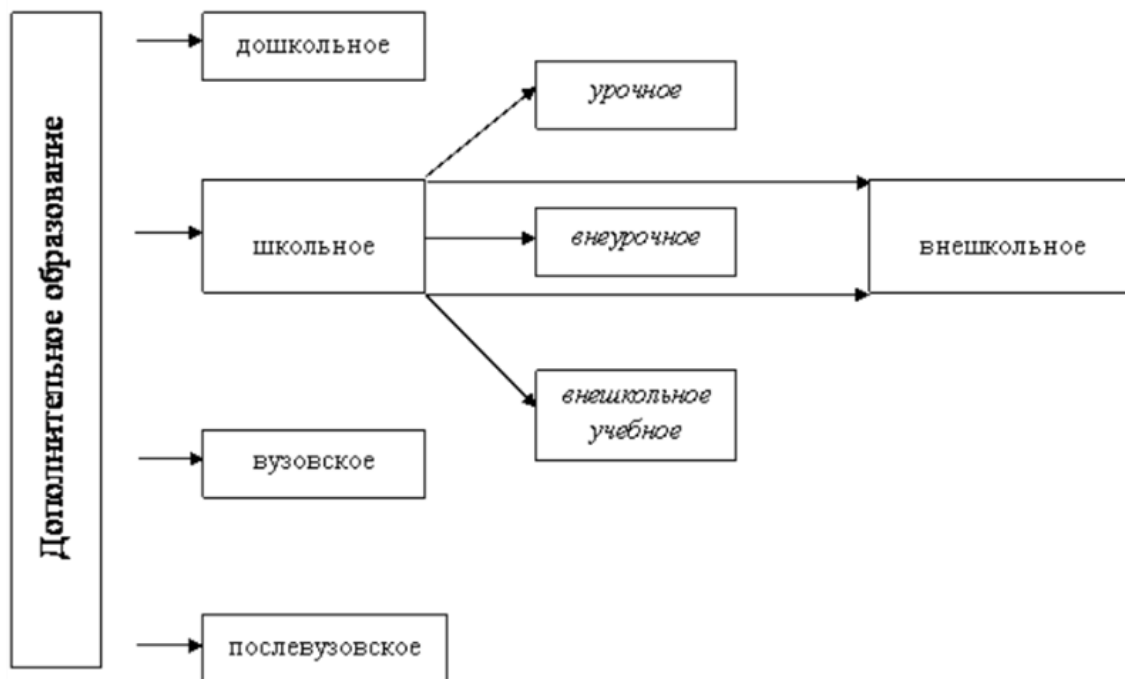 Дополнительное образование
дошкольное
урочное
школьное
внеурочное
внешкольное
внешкольное
учебное
вузовское
послевузовское